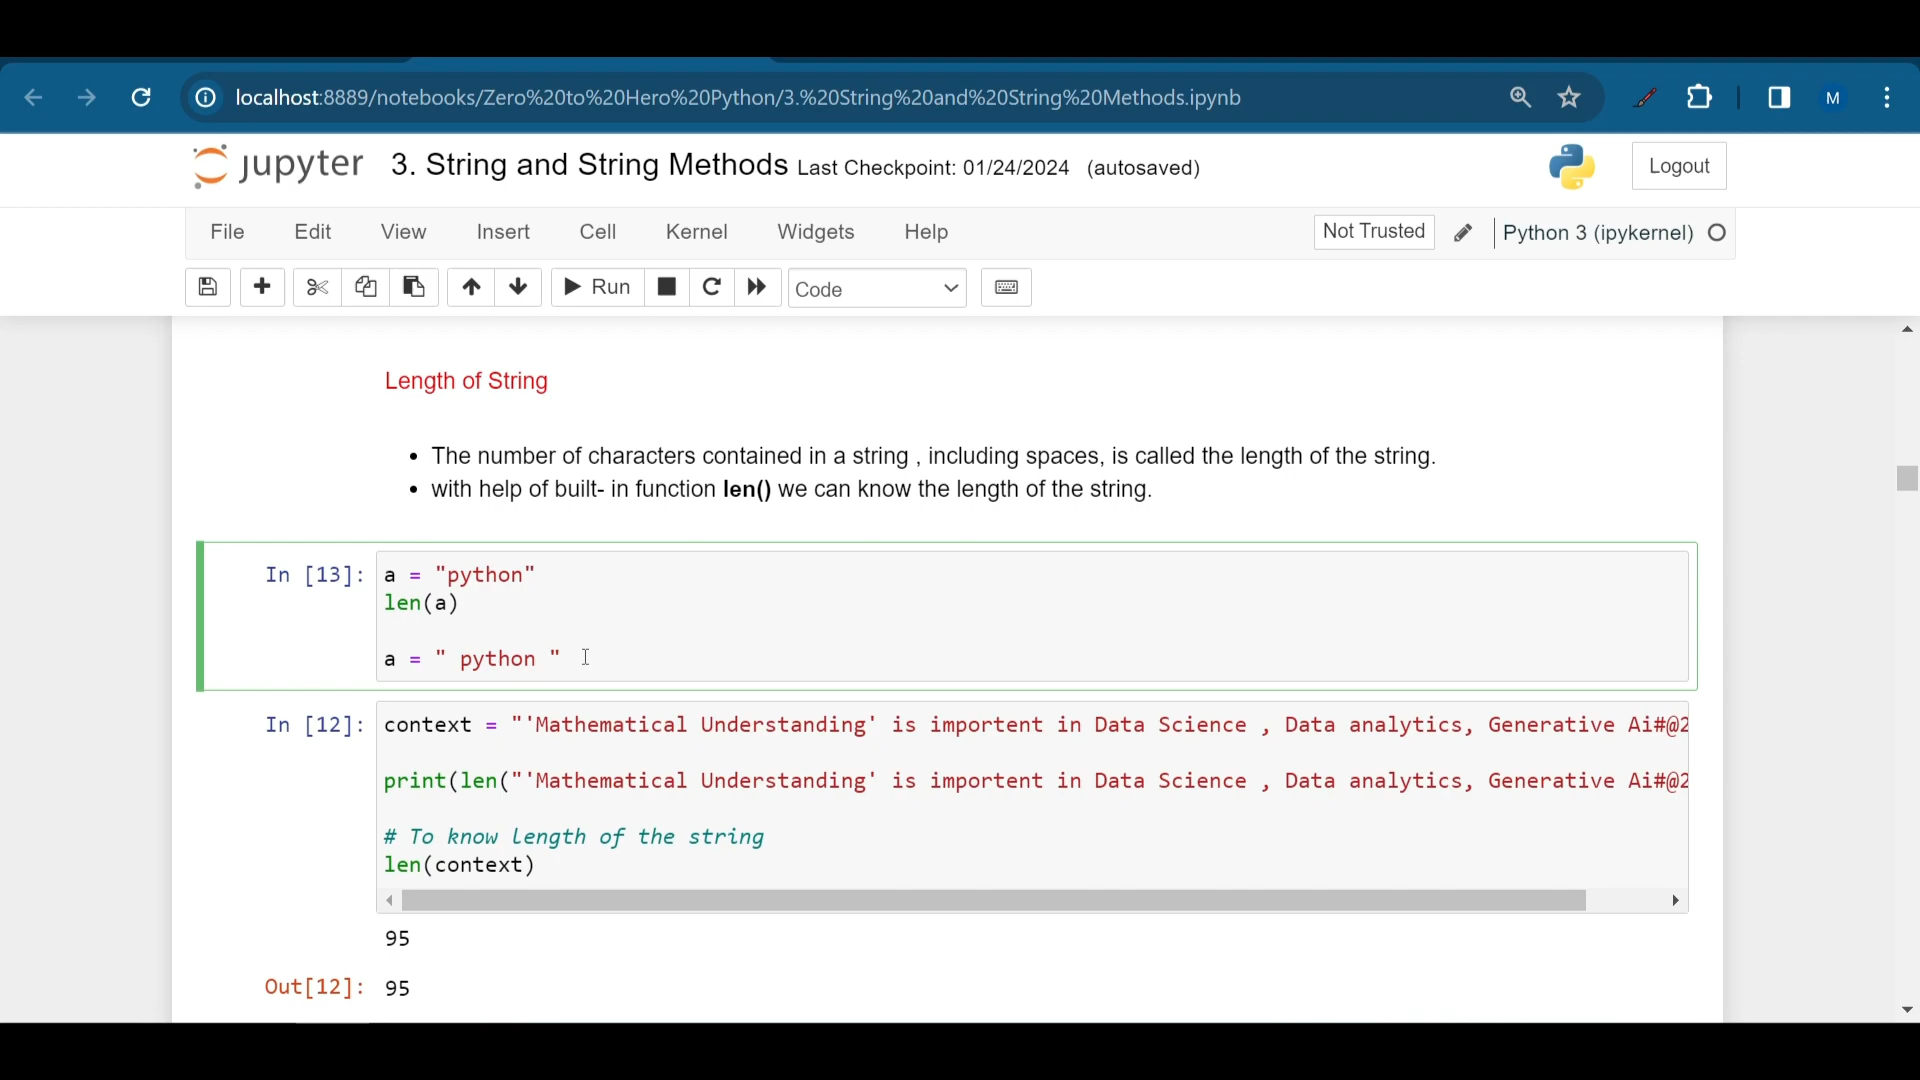 localhost:8889/notebooks/Zero%20to%20Hero%20Python/3.%20String%20and%20String%20Methods.ipynb
M
jupyter 3. String and String Methods Last Checkpoint: 01/24/2024 (autosaved)
Logout
File Edit View Insert Cell Kernel Widgets Help
Not Trusted
Python 3 (ipykernel)
Run
Code
Length of String
• The number of characters contained in a string , including spaces, is called the length of the string.
• with help of built- in function len() we can know the length of the string.
In [13]: a = "python"
len(a)
a = " python "
In [12]: context = "'Mathematical Understanding' is importent in Data Science , Data analytics, Generative Ai#@2
print(len("'Mathematical Understanding' is importent in Data Science , Data analytics, Generative Ai#@2
# To know length of the string
len(context)
95
Out[12]: 95